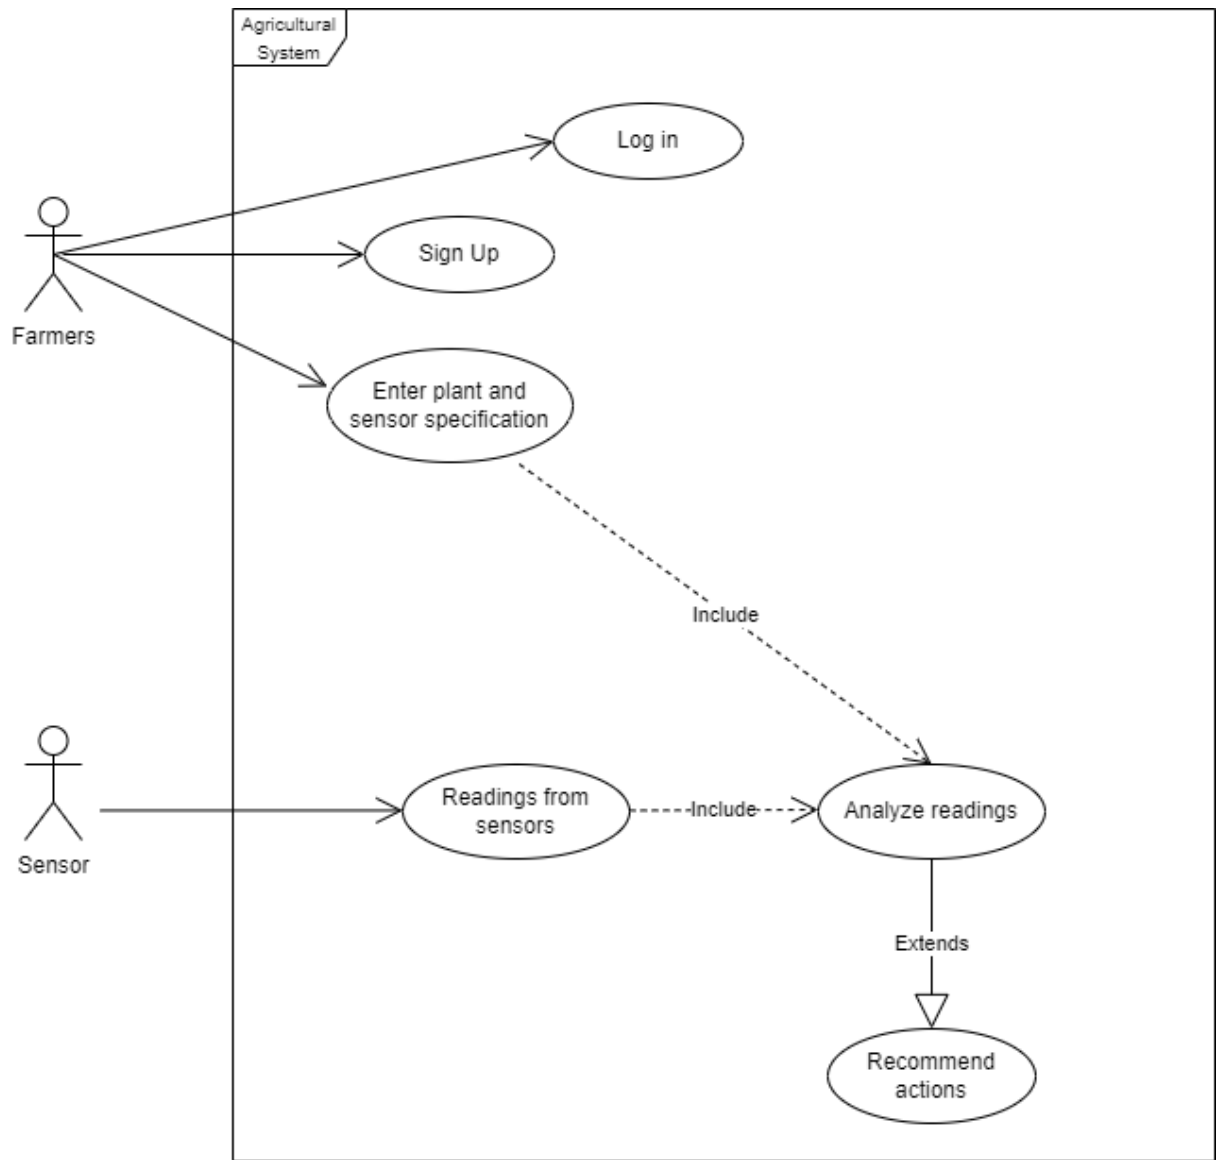 Agricultural
System
Log in
Sign Up
Farmers
Enter plant and
sensor specification
Include
Readings from
sensors
Include
Analyze readings
Sensor
Extends
Recommend
actions